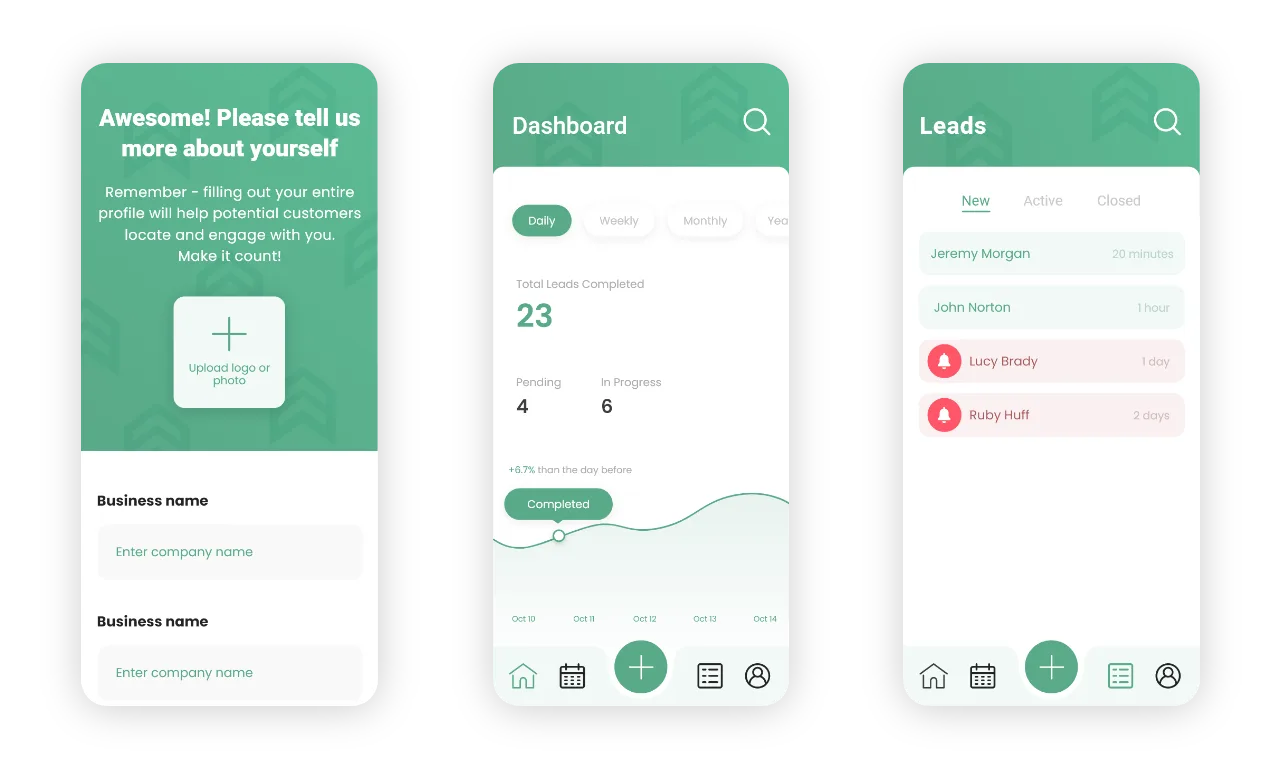 Awesome! Please tell us
more about yourself
Remember - filling out your entire
profile will help potential customers
locate and engage with you.
Make it count!
Upload logo or
photo
Business name
Enter company name
Business name
Enter company name
Dashboard
Daily Weekly Monthly Yea
Total Leads Completed
23
Pending In Progress
4 6
+6.7% than the day before
Completed
Oct 10 Oct 11 Oct 12 Oct 13 Oct 14
Leads
New Active Closed
Jeremy Morgan 20 minutes
John Norton 1 hour
Lucy Brady 1 day
Ruby Huff 2 days